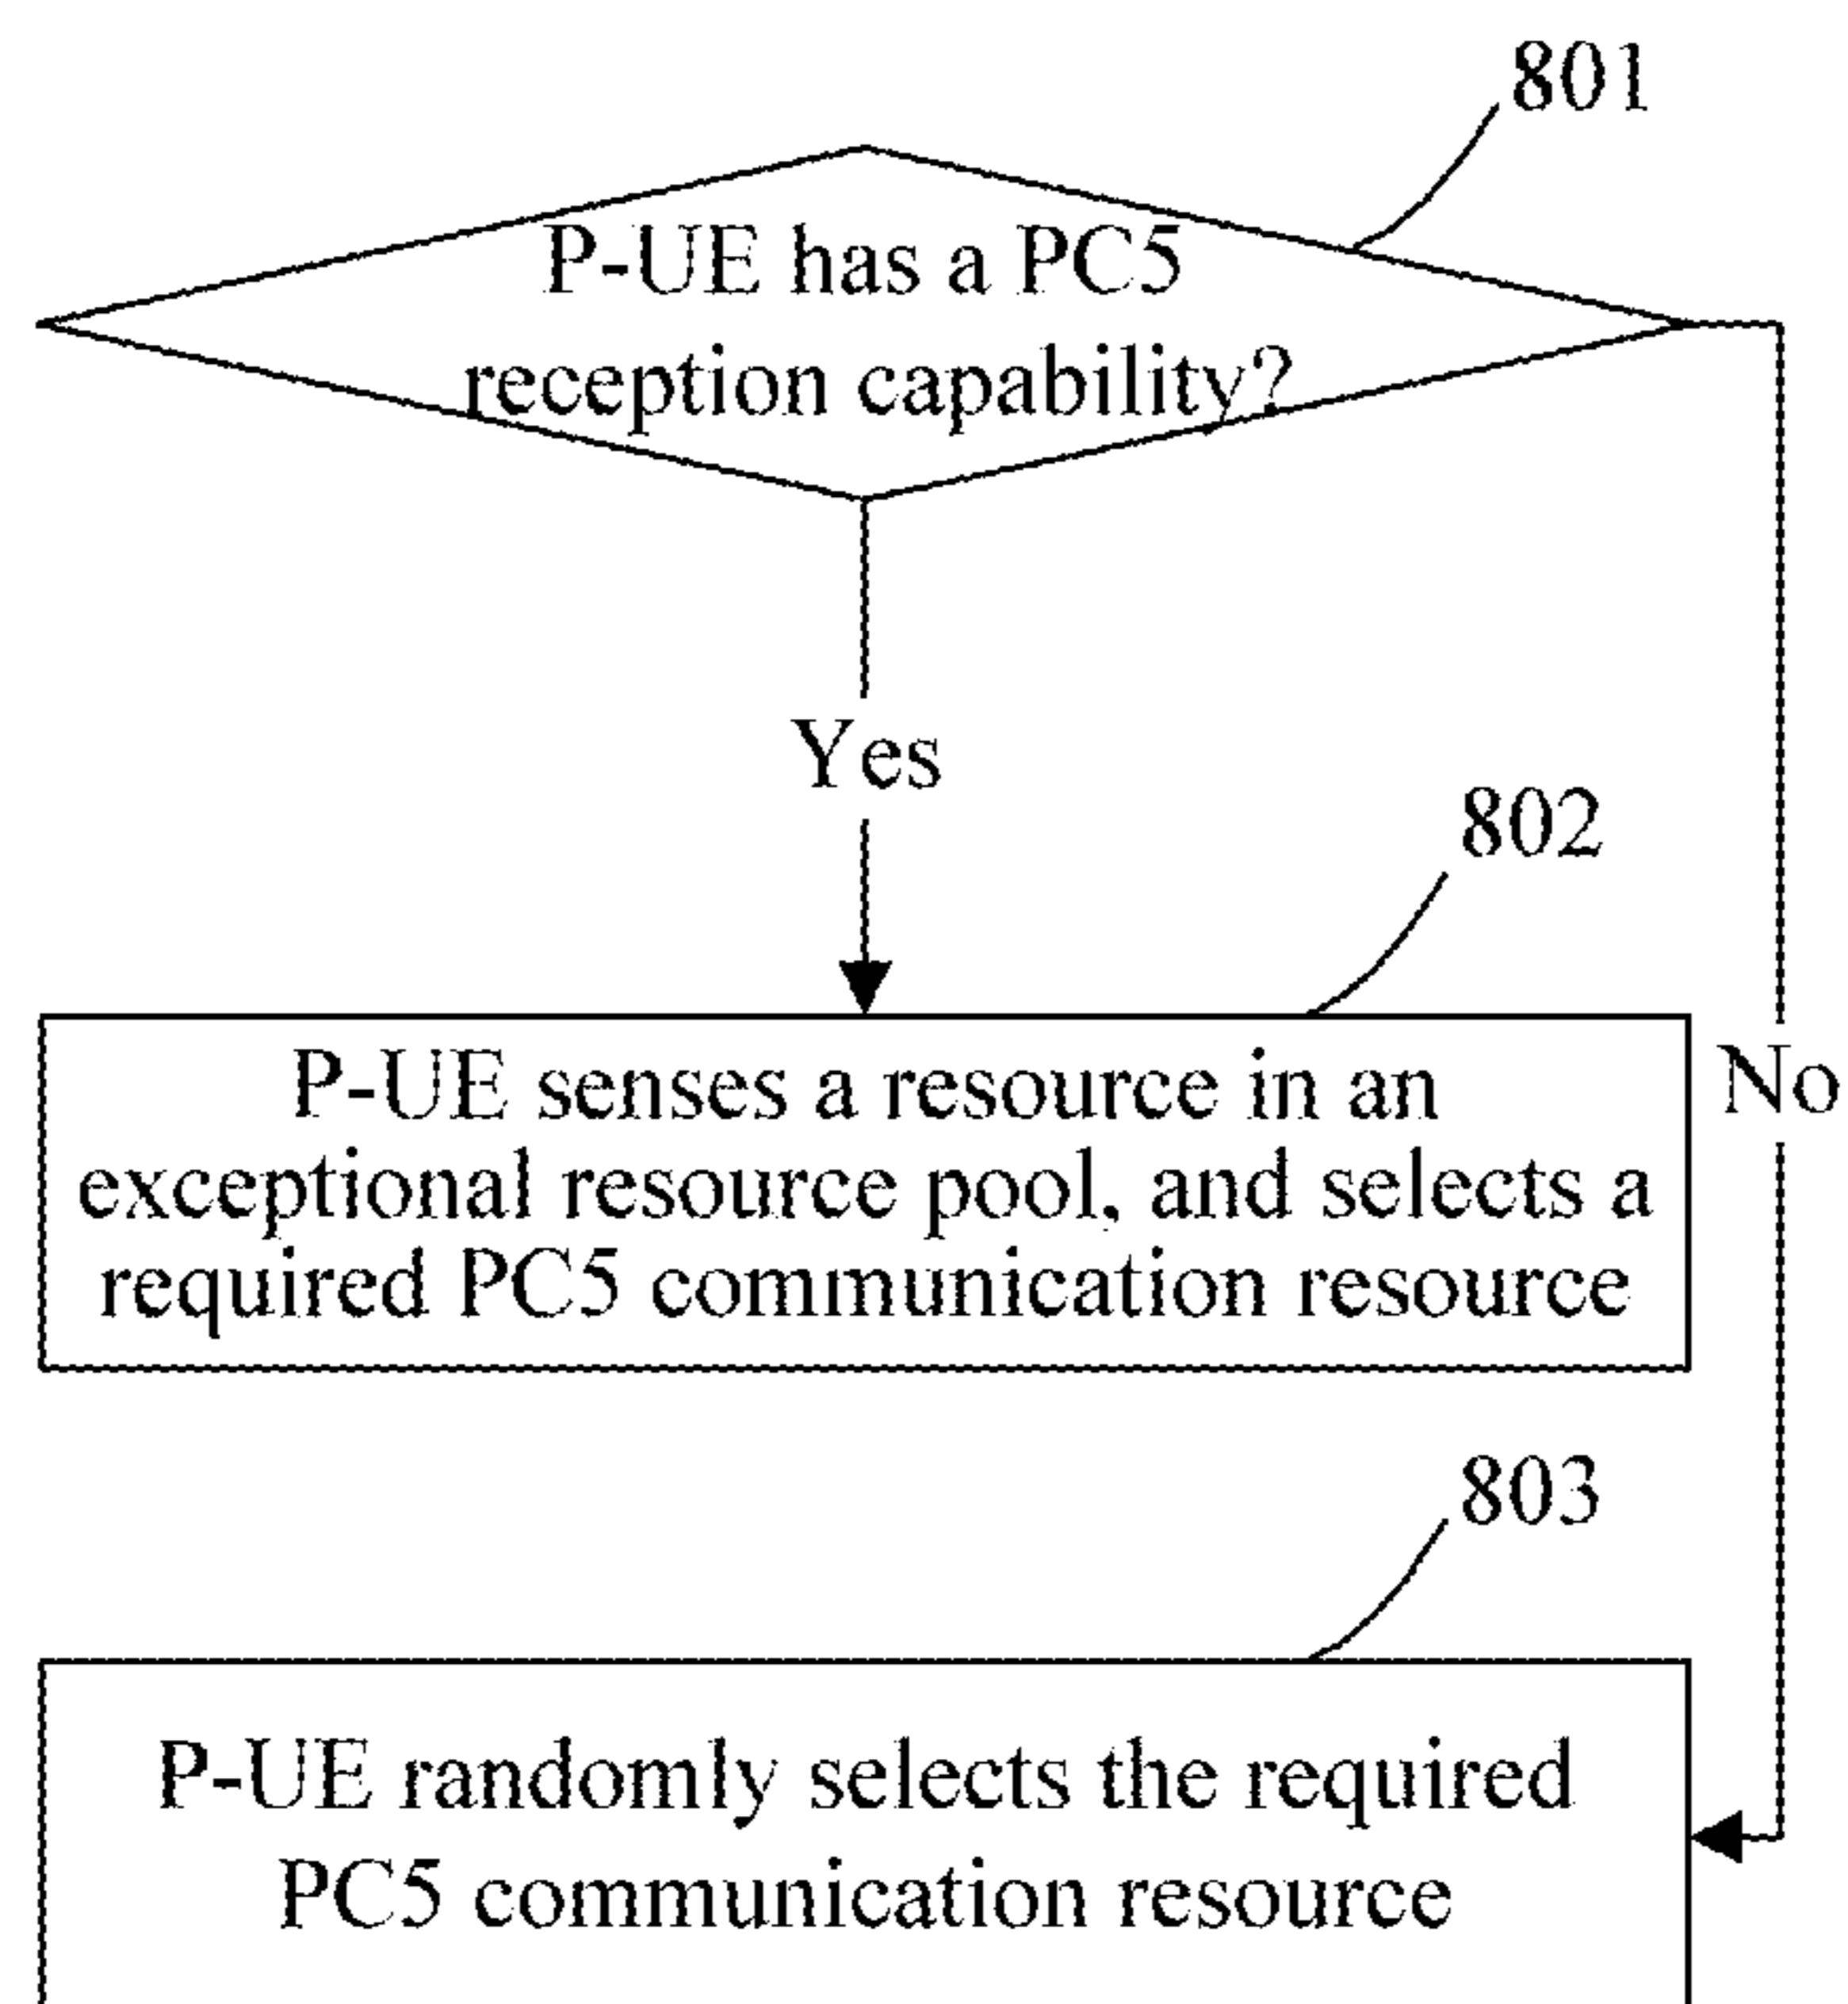 801
P-UE has a PC5
reception capability?
Yes
802
P-UE senses a resource in an
exceptional resource pool, and selects a
required PC5 communication resource
No
803
P-UE randomly selects the required
PC5 communication resource